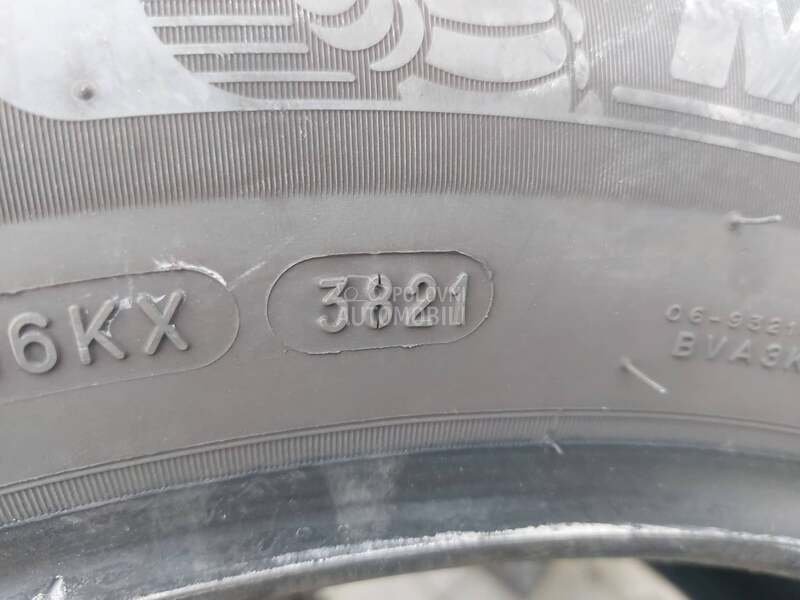 M
6KX
3821
POLOVNI
AUTOMOBILI
06-9321
BVA3K